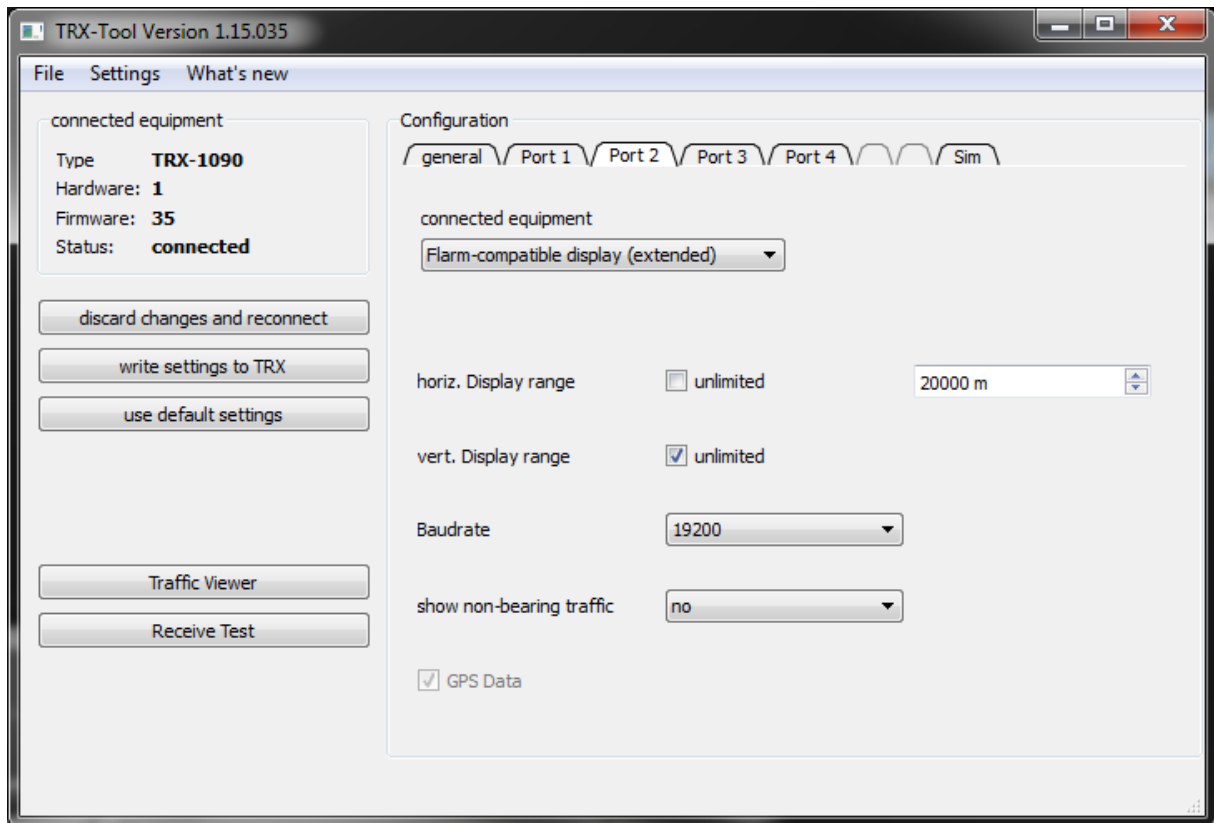 TRX-Tool Version 1.15.035
File Settings What's new
connected equipment
Type TRX-1090
Hardware: 1
Firmware: 35
Status: connected
discard changes and reconnect
write settings to TRX
use default settings
Traffic Viewer
Receive Test
Configuration
general Port 1 Port 2 Port 3 Port 4 Sim
connected equipment
Flarm-compatible display (extended)
horiz. Display range unlimited 20000 m
vert. Display range unlimited
Baudrate 19200
show non-bearing traffic no
GPS Data